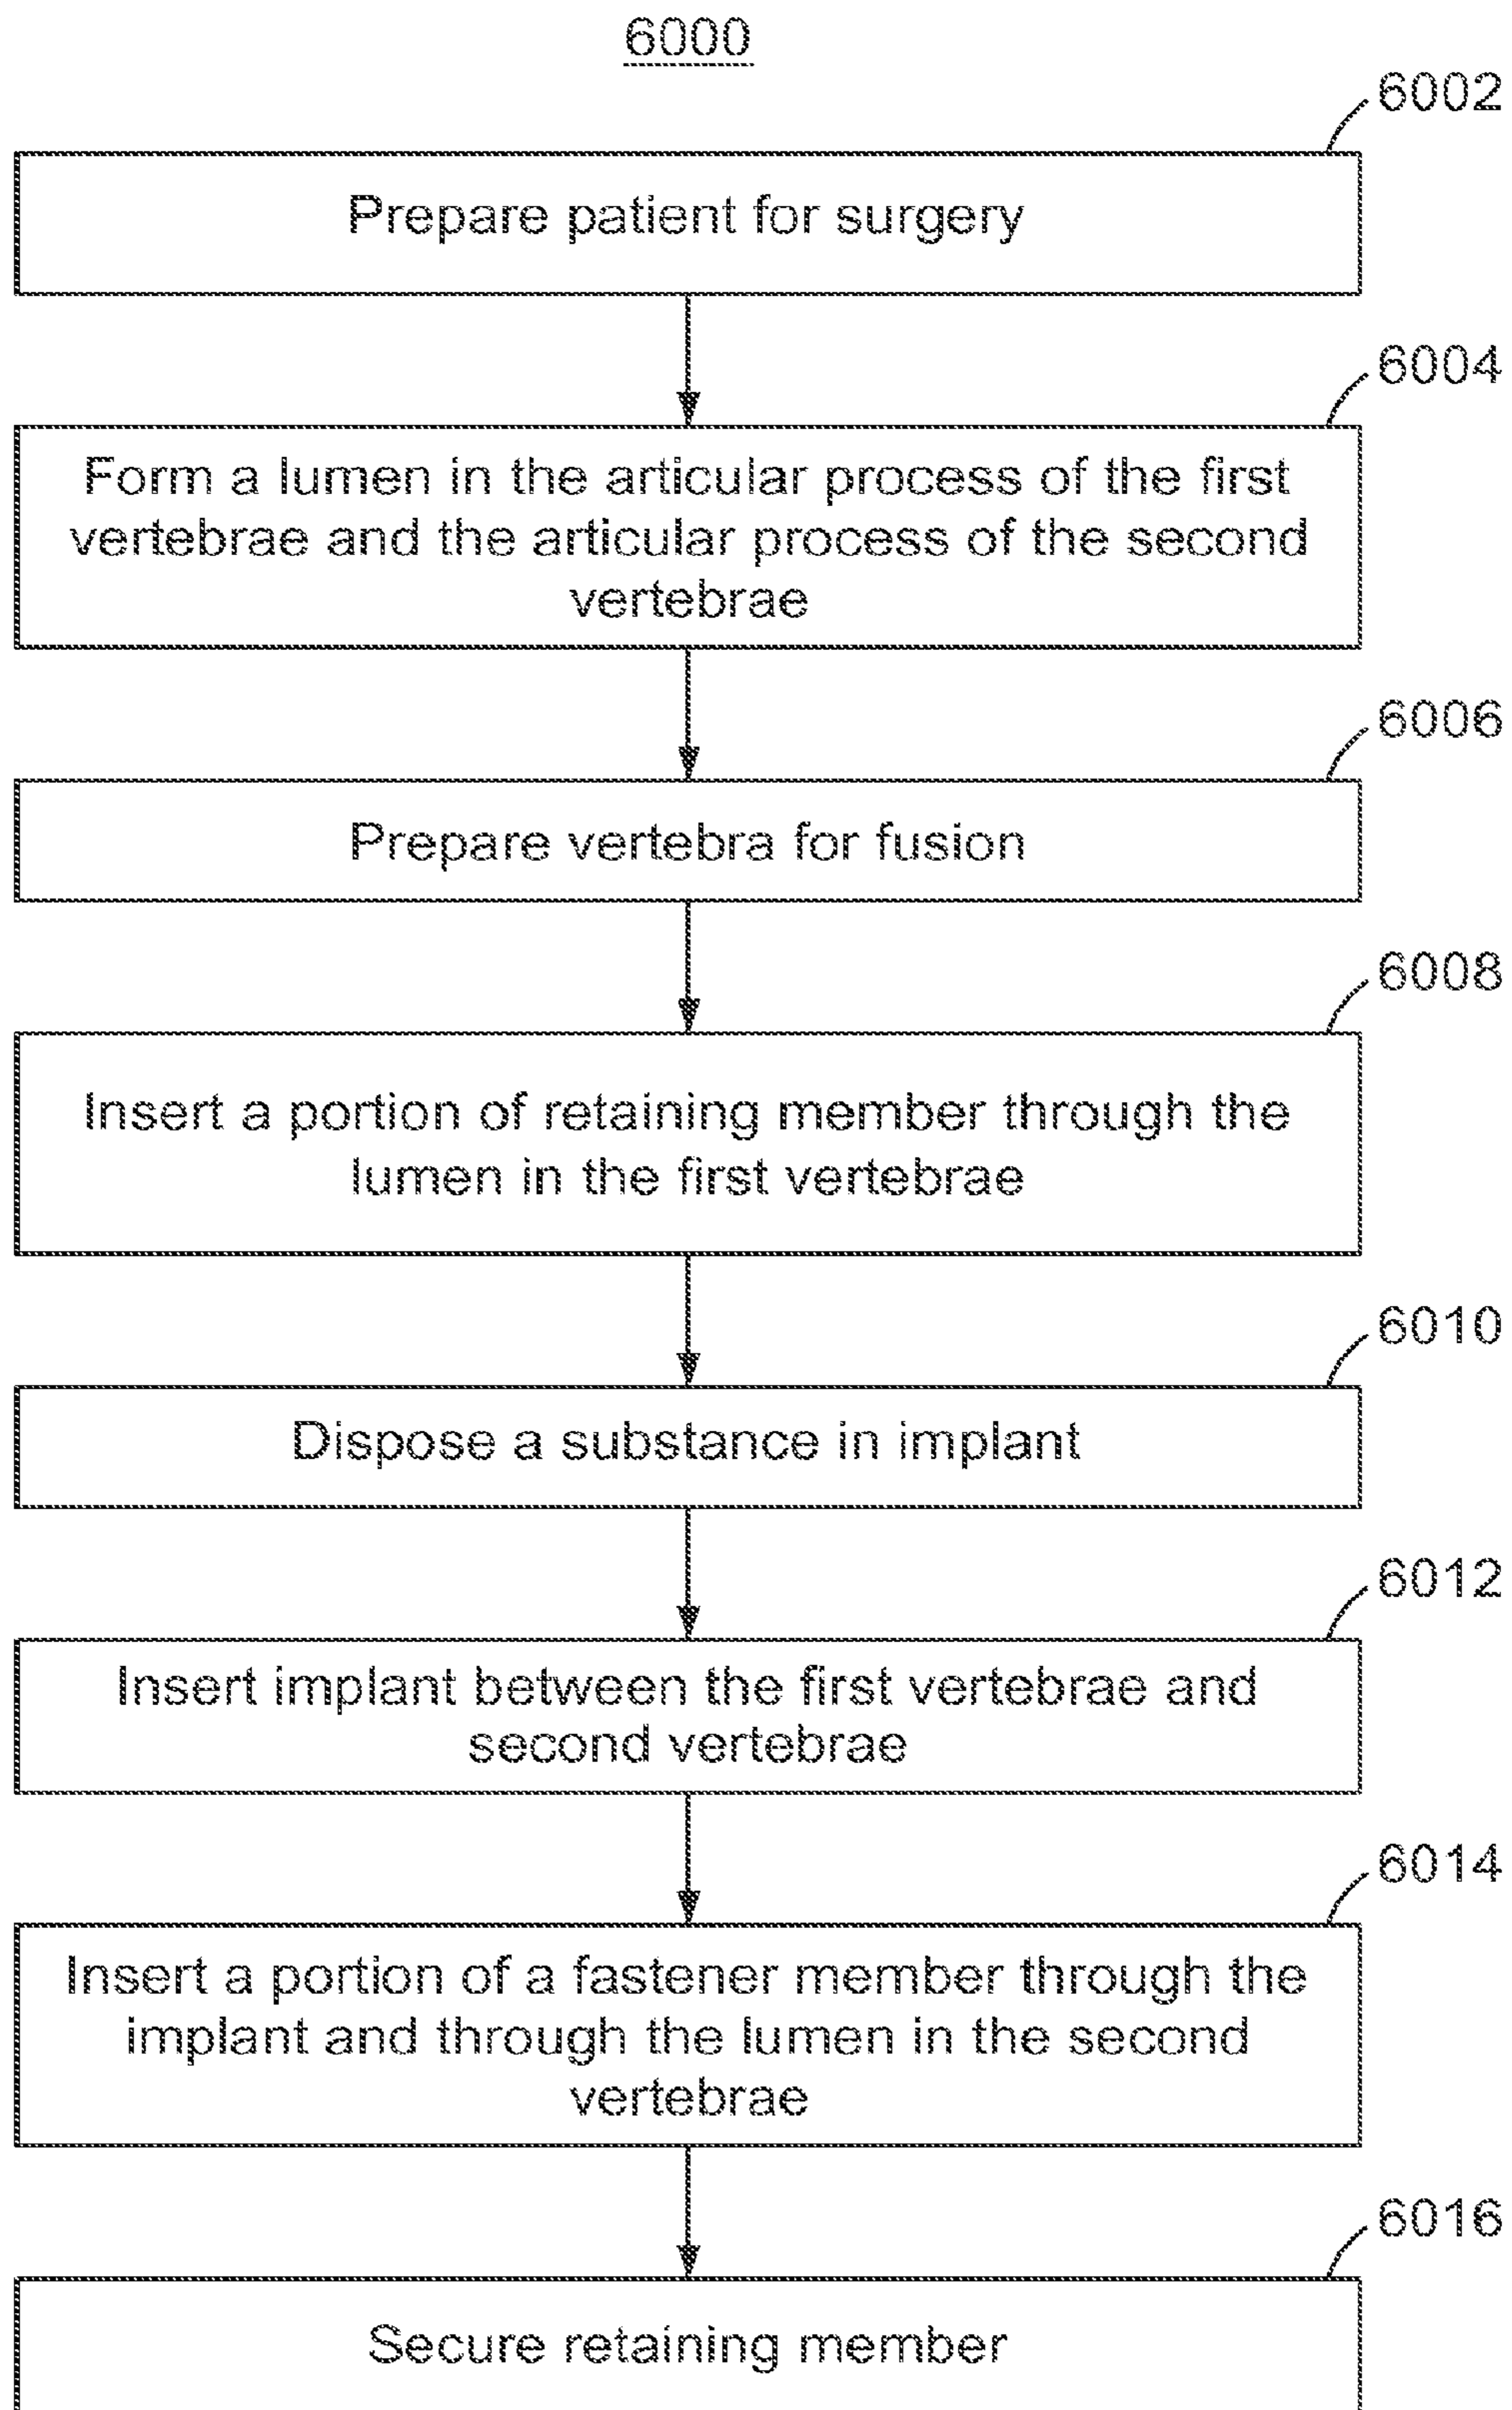 6000
6002
Prepare patient for surgery
6004
Form a lumen in the articular process of the first
vertebrae and the articular process of the second
vertebrae
6006
Prepare vertebra for fusion
6008
Insert a portion of retaining member through the
lumen in the first vertebrae
6010
Dispose a substance in implant
6012
Insert implant between the first vertebrae and
second vertebrae
6014
Insert a portion of a fastener member through the
implant and through the lumen in the second
vertebrae
6016
Secure retaining member